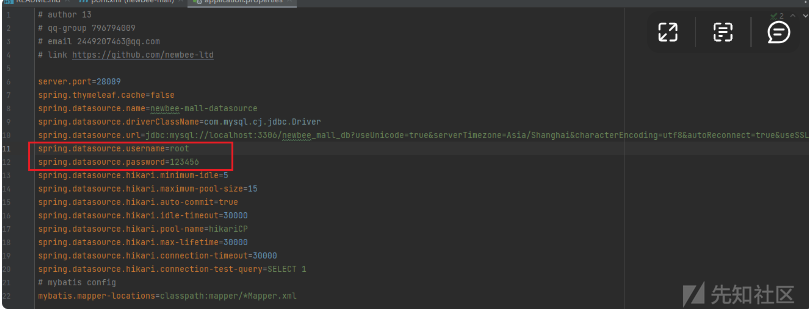 application.properties
1 # author 13
2 # qq-group 796794009
3 # email 2449207463@qq.com
4 # link https://github.com/newbee-ltd
5
6 server.port=28089
7 spring.thymeleaf.cache=false
8 spring.datasource.name=newbee-mall-datasource
9 spring.datasource.driverClassName=com.mysql.cj.jdbc.Driver
10 spring.datasource.url=jdbc:mysql://localhost:3306/newbee_mall_db?useUnicode=true&serverTimezone=Asia/Shanghai&characterEncoding=utf8&autoReconnect=true&useSSL
11 spring.datasource.username=root
12 spring.datasource.password=123456
13 spring.datasource.hikari.minimum-idle=5
14 spring.datasource.hikari.maximum-pool-size=15
15 spring.datasource.hikari.auto-commit=true
16 spring.datasource.hikari.idle-timeout=30000
17 spring.datasource.hikari.pool-name=hikariCP
18 spring.datasource.hikari.max-lifetime=30000
19 spring.datasource.hikari.connection-timeout=30000
20 spring.datasource.hikari.connection-test-query=SELECT 1
21 # mybatis config
22 mybatis.mapper-locations=classpath:mapper/*Mapper.xml
先知社区